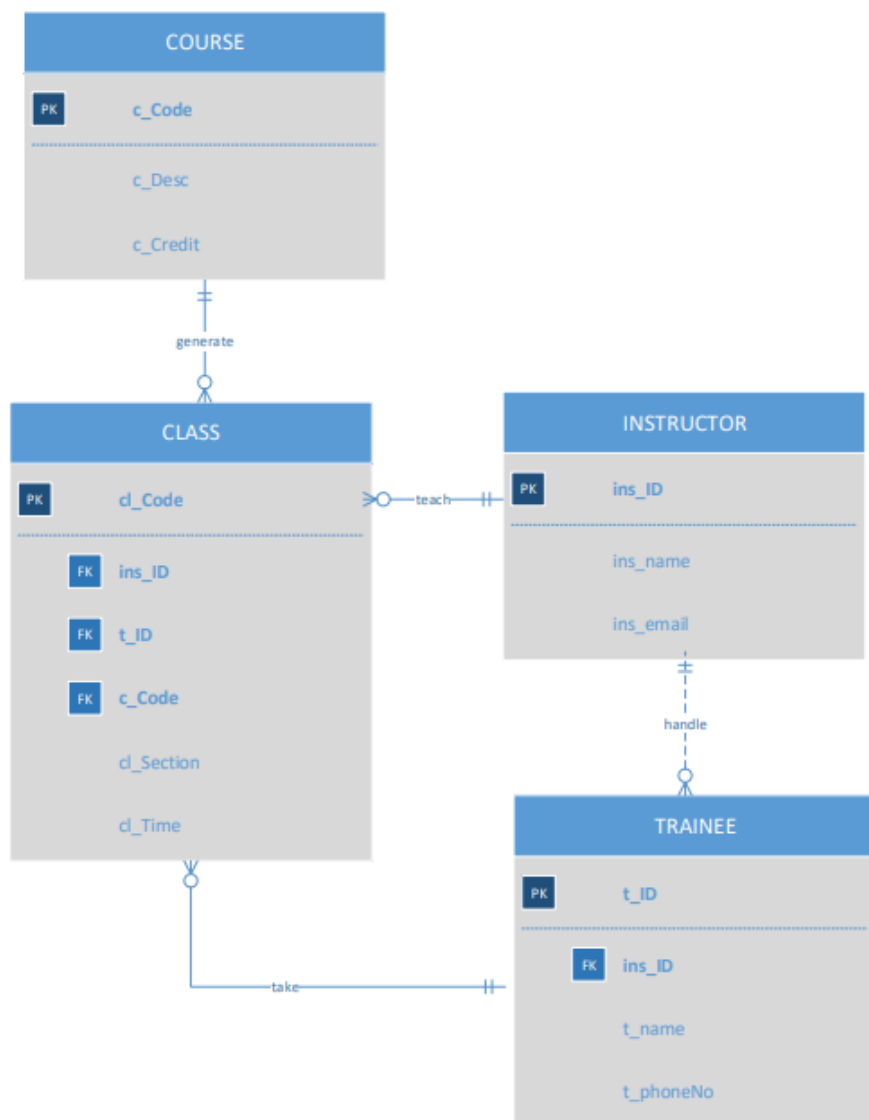 COURSE
PK c_Code
c_Desc
c_Credit
generate
CLASS
PK cl_Code
FK ins_ID
FK t_ID
FK c_Code
cl_Section
cl_Time
teach
INSTRUCTOR
PK ins_ID
ins_name
ins_email
handle
TRAINEE
PK t_ID
FK ins_ID
t_name
t_phoneNo
take